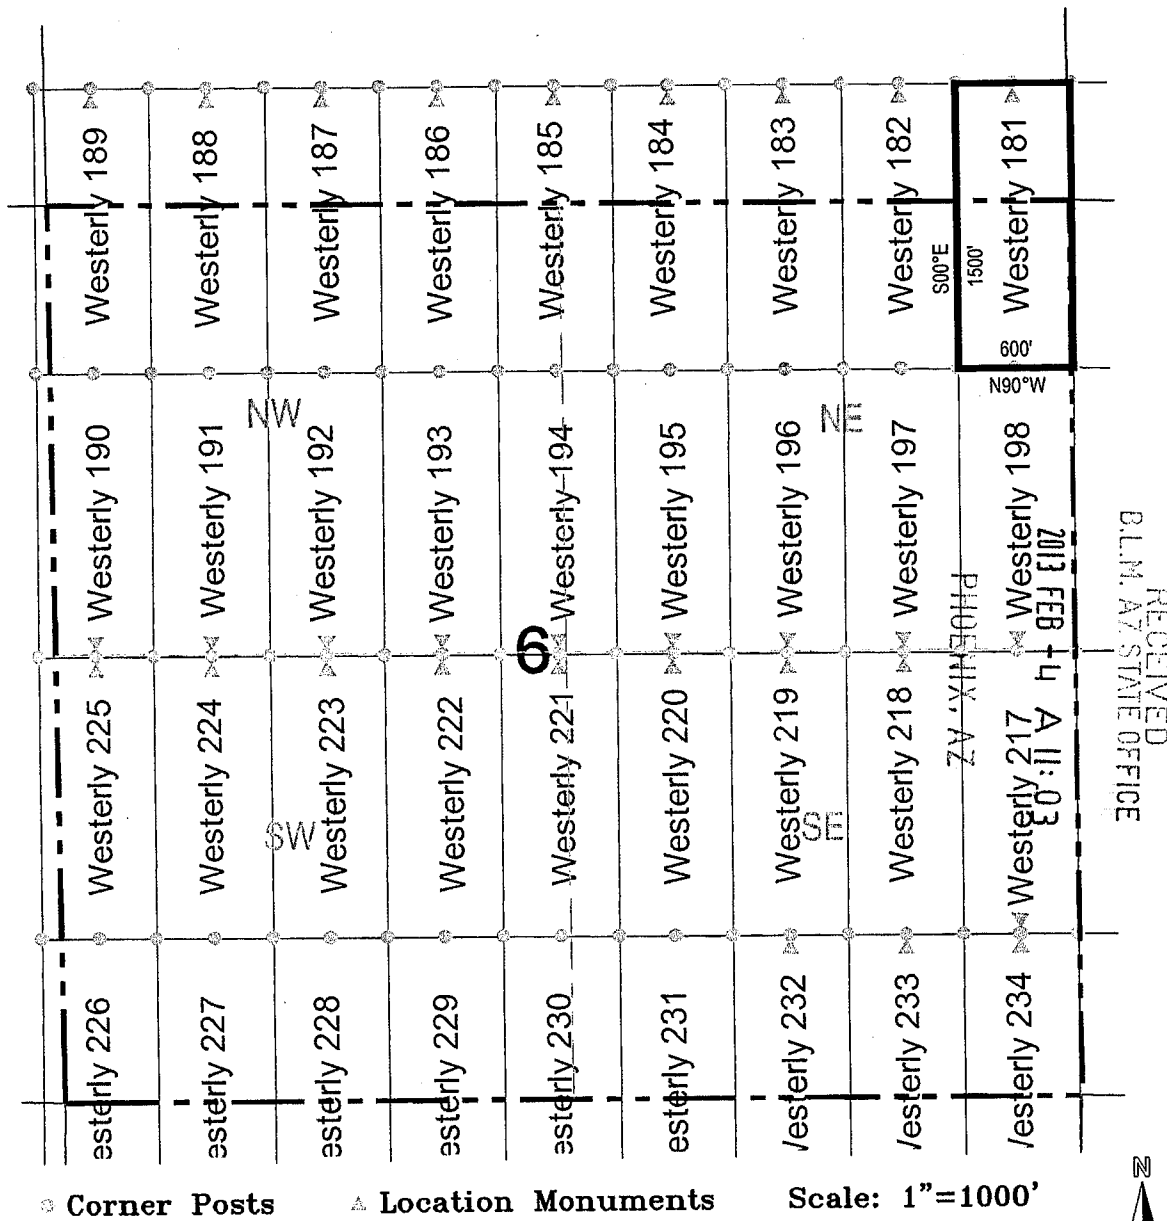 Westerly 189
Westerly 188
Westerly 187
Westerly 186
Westerly 185
Westerly 184
Westerly 183
Westerly 182
Westerly 181
S00°E
1500'
600'
N90°W
NW
NE
Westerly 190
Westerly 191
Westerly 192
Westerly 193
Westerly 194
Westerly 195
Westerly 196
Westerly 197
Westerly 198
6
RECEIVED
B.L.M. AZ STATE OFFICE
2013 FEB -4 A 11:03
PHOENIX, AZ
Westerly 225
Westerly 224
Westerly 223
Westerly 222
Westerly 221
Westerly 220
Westerly 219
Westerly 218
Westerly 217
SW
SE
esterly 226
esterly 227
esterly 228
esterly 229
esterly 230
esterly 231
Westerly 232
Westerly 233
Westerly 234
Corner Posts
Location Monuments
Scale: 1"=1000'
N